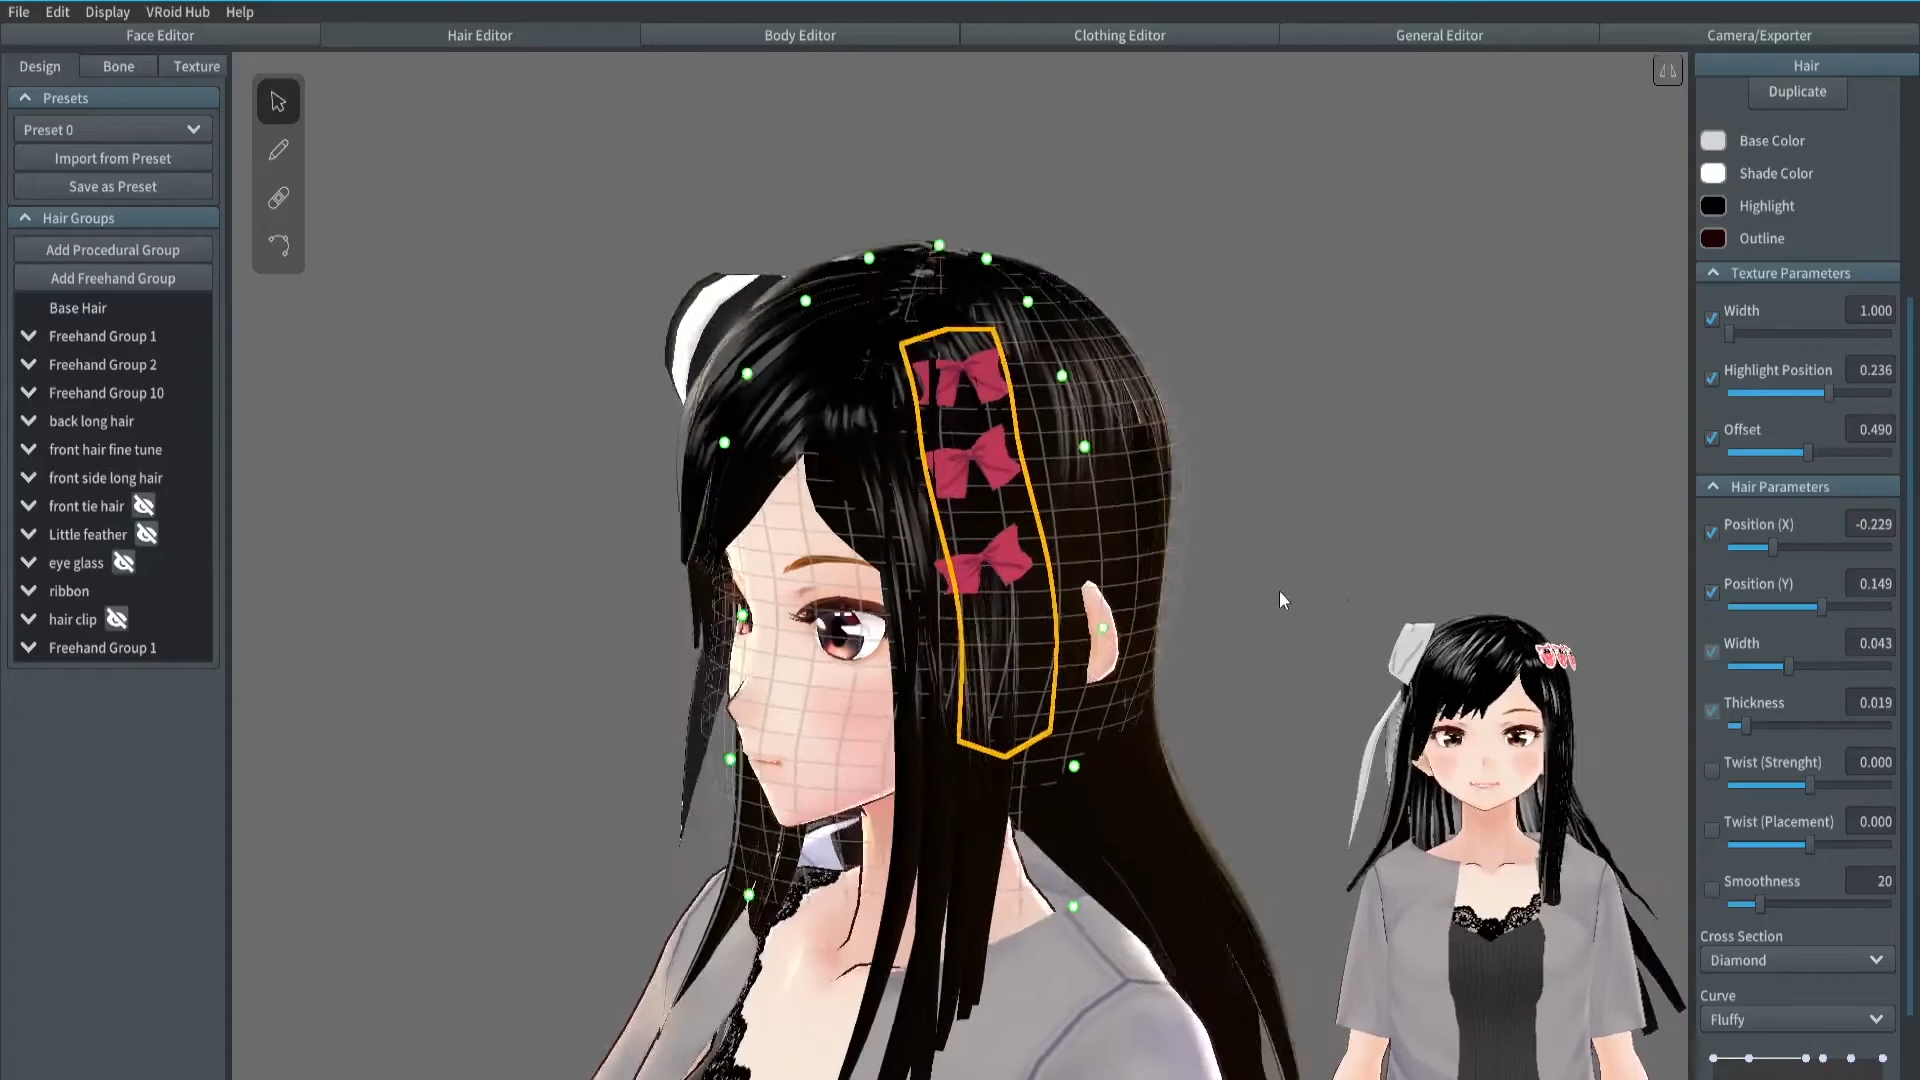 File Edit Display VRoid Hub Help
Face Editor Hair Editor Body Editor Clothing Editor General Editor Camera/Exporter
Design Bone Texture
Presets
Preset 0
Import from Preset
Save as Preset
Hair Groups
Add Procedural Group
Add Freehand Group
Base Hair
Freehand Group 1
Freehand Group 2
Freehand Group 10
back long hair
front hair fine tune
front side long hair
front tie hair
Little feather
eye glass
ribbon
hair clip
Freehand Group 1
Hair
Duplicate
Base Color
Shade Color
Highlight
Outline
Texture Parameters
Width 1.000
Highlight Position 0.236
Offset 0.490
Hair Parameters
Position (X) -0.229
Position (Y) 0.149
Width 0.043
Thickness 0.019
Twist (Strenght) 0.000
Twist (Placement) 0.000
Smoothness 20
Cross Section
Diamond
Curve
Fluffy